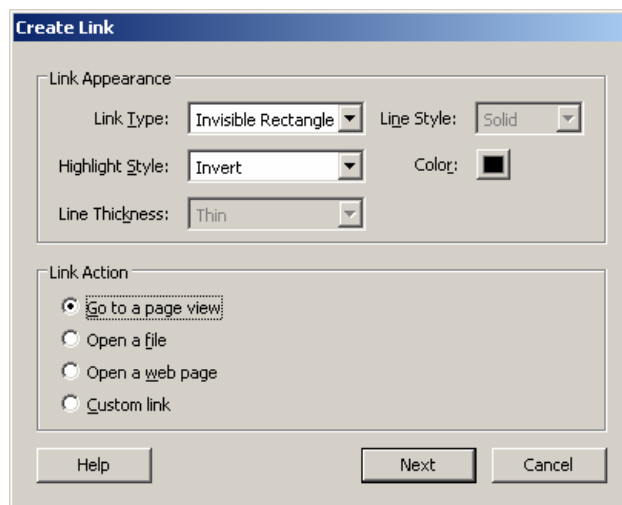 Create Link
Link Appearance
Link Type: Invisible Rectangle Line Style: Solid
Highlight Style: Invert Color:
Line Thickness: Thin
Link Action
Go to a page view
Open a file
Open a web page
Custom link
Help Next Cancel